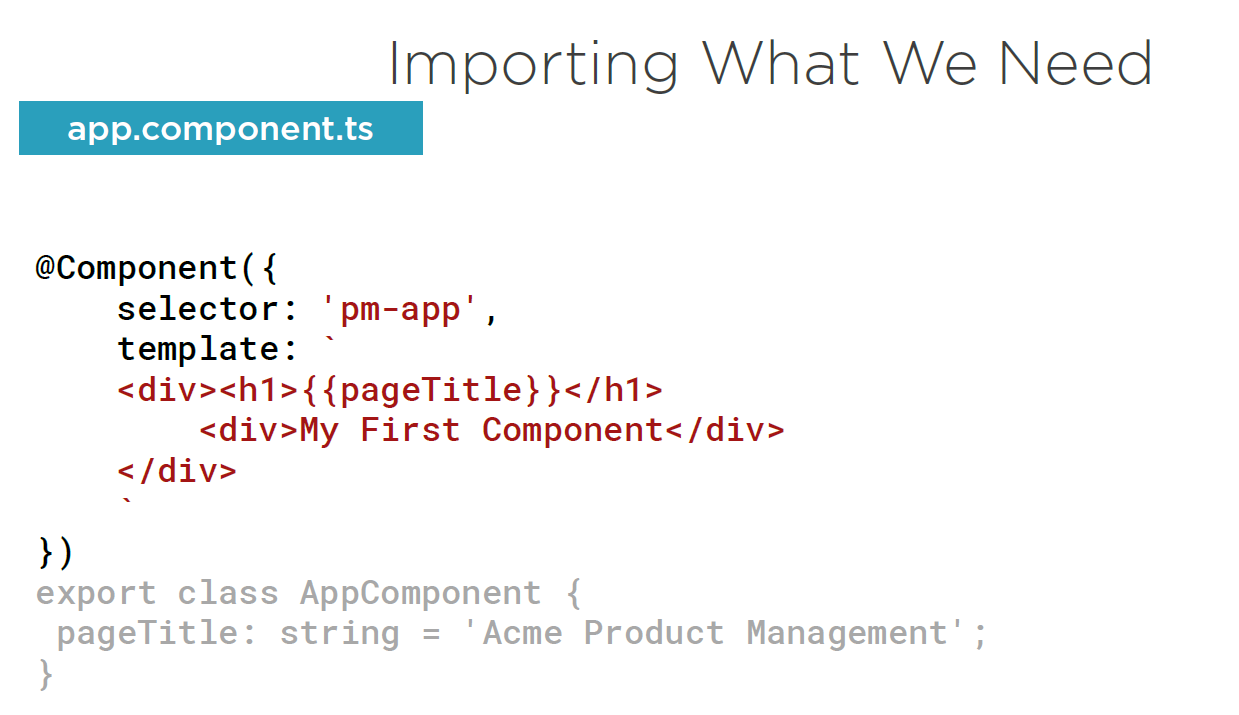 Importing What We Need
app.component.ts
@Component({
    selector: 'pm-app',
    template: `
    <div><h1>{{pageTitle}}</h1>
        <div>My First Component</div>
    </div>
    `
})
export class AppComponent {
 pageTitle: string = 'Acme Product Management';
}